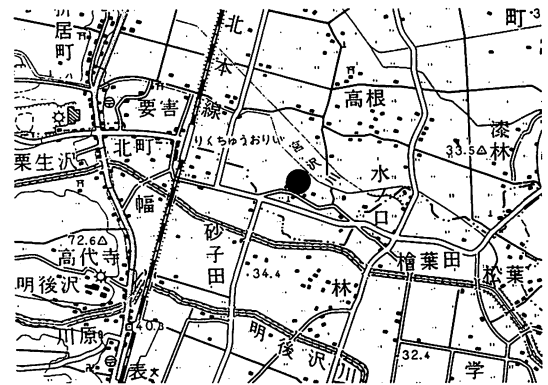 折居町
北
本
線
町
要害
高根
漆林
33.5
りくちゅうおりい
北町
栗生沢
水口
幅
72.6
高代寺
砂子田
檜葉田
松葉
34.4
明後沢
林
川原
40.3
明後沢川
32.4
表
学